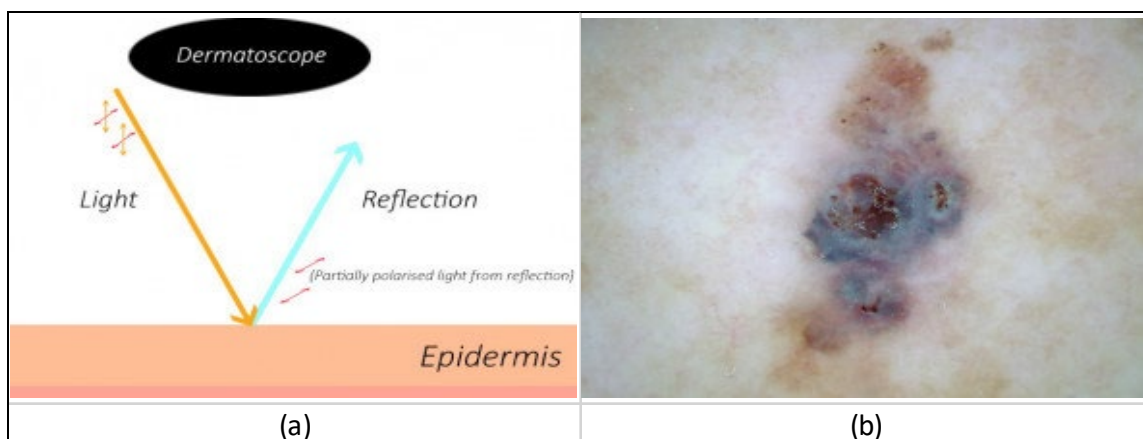 Dermatoscope
Light
Reflection
(Partially polarised light from reflection)
Epidermis
(a)
(b)